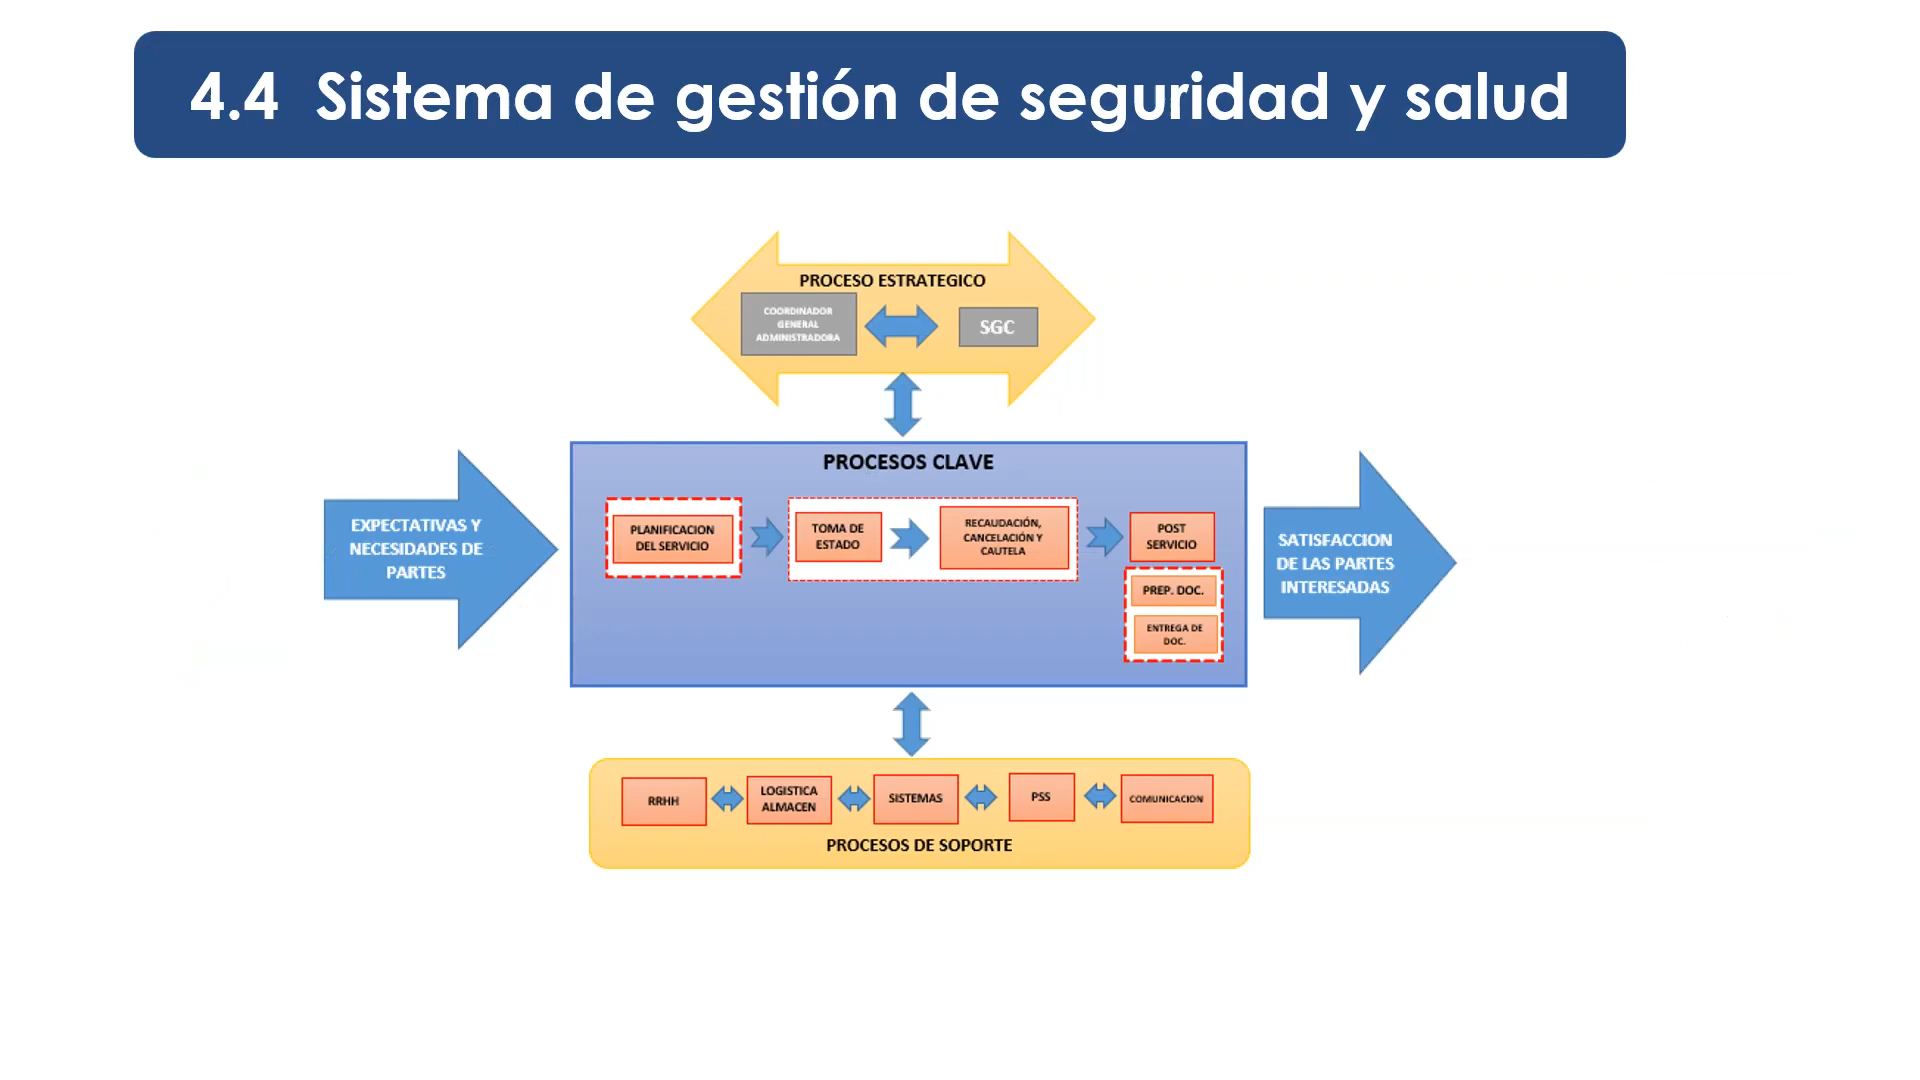 4.4 Sistema de gestión de seguridad y salud
PROCESO ESTRATEGICO
COORDINADOR
GENERAL
ADMINISTRADORA
SGC
PROCESOS CLAVE
EXPECTATIVAS Y
NECESIDADES DE
PARTES
PLANIFICACION
DEL SERVICIO
TOMA DE
ESTADO
RECAUDACIÓN,
CANCELACIÓN Y
CAUTELA
POST
SERVICIO
PREP. DOC.
ENTREGA DE
DOC.
SATISFACCION
DE LAS PARTES
INTERESADAS
RRHH
LOGISTICA
ALMACEN
SISTEMAS
PSS
COMUNICACION
PROCESOS DE SOPORTE